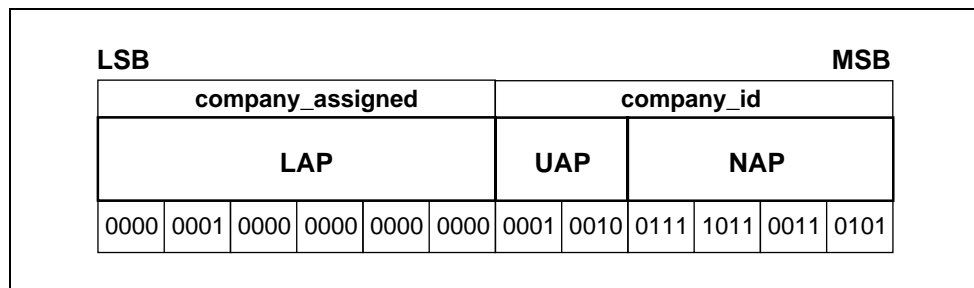 LSB MSB
company_assigned company_id
LAP UAP NAP
0000 0001 0000 0000 0000 0000 0001 0010 0111 1011 0011 0101